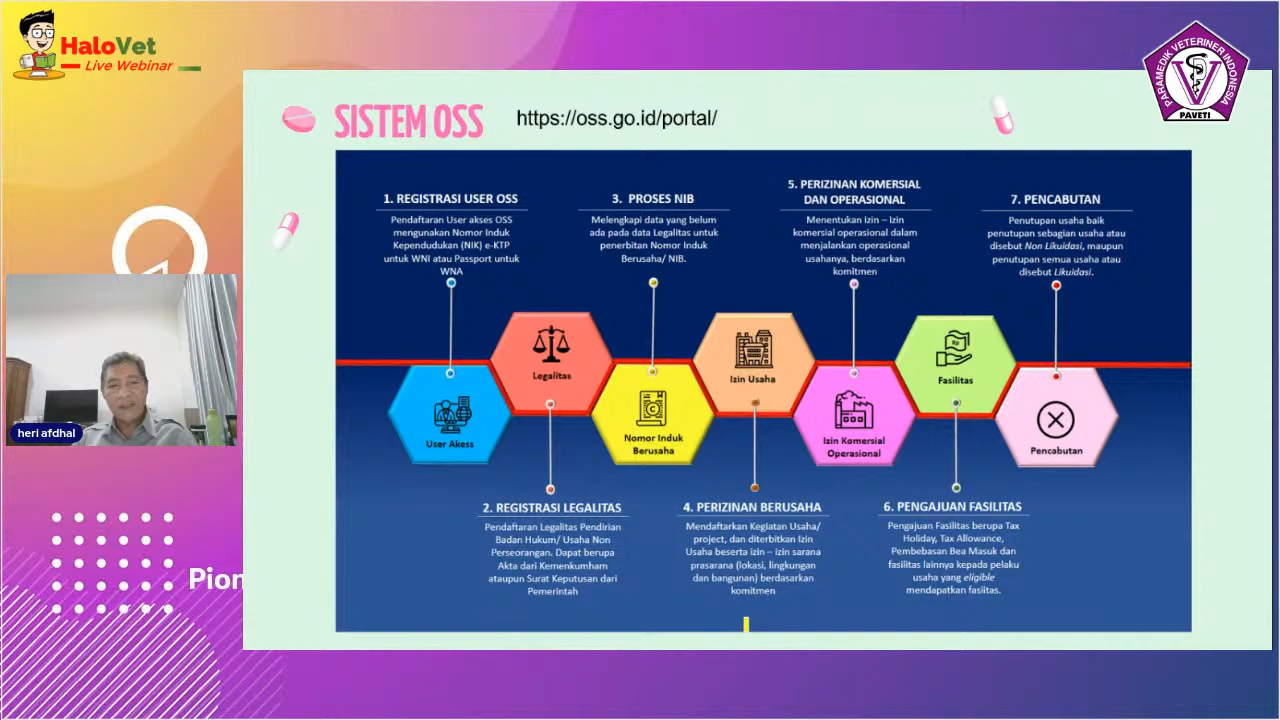 HaloVet
Live Webinar
PARAMEDIK VETERINER INDONESIA
PAVETI
SISTEM OSS
https://oss.go.id/portal/
1. REGISTRASI USER OSS
Pendaftaran User akses OSS
mengunakan Nomor Induk
Kependudukan (NIK) e-KTP
untuk WNI atau Passport untuk
WNA
3. PROSES NIB
Melengkapi data yang belum
ada pada data Legalitas untuk
penerbitan Nomor Induk
Berusaha/ NIB.
5. PERIZINAN KOMERSIAL
DAN OPERASIONAL
Menentukan Izin – izin
komersial operasional dalam
menjalankan operasional
usahanya, berdasarkan
komitmen
7. PENCABUTAN
Penutupan usaha baik
penutupan sebagian usaha atau
disebut Non Likuidasi, maupun
penutupan semua usaha atau
disebut Likuidasi.
User Akess
Legalitas
Nomor Induk
Berusaha
Izin Usaha
Izin Komersial
Operasional
Fasilitas
Rp
Pencabutan
2. REGISTRASI LEGALITAS
Pendaftaran Legalitas Pendirian
Badan Hukum/ Usaha Non
Perseorangan. Dapat berupa
Akta dari Kemenkumham
ataupun Surat Keputusan dari
Pemerintah
4. PERIZINAN BERUSAHA
Mendaftarkan Kegiatan Usaha/
project, dan diterbitkan Izin
Usaha beserta izin – izin sarana
prasarana (lokasi, lingkungan
dan bangunan) berdasarkan
komitmen
6. PENGAJUAN FASILITAS
Pengajuan Fasilitas berupa Tax
Holiday, Tax Allowance,
Pembebasan Bea Masuk dan
fasilitas lainnya kepada pelaku
usaha yang eligible
mendapatkan fasiitas.
heri afdhal
Pion